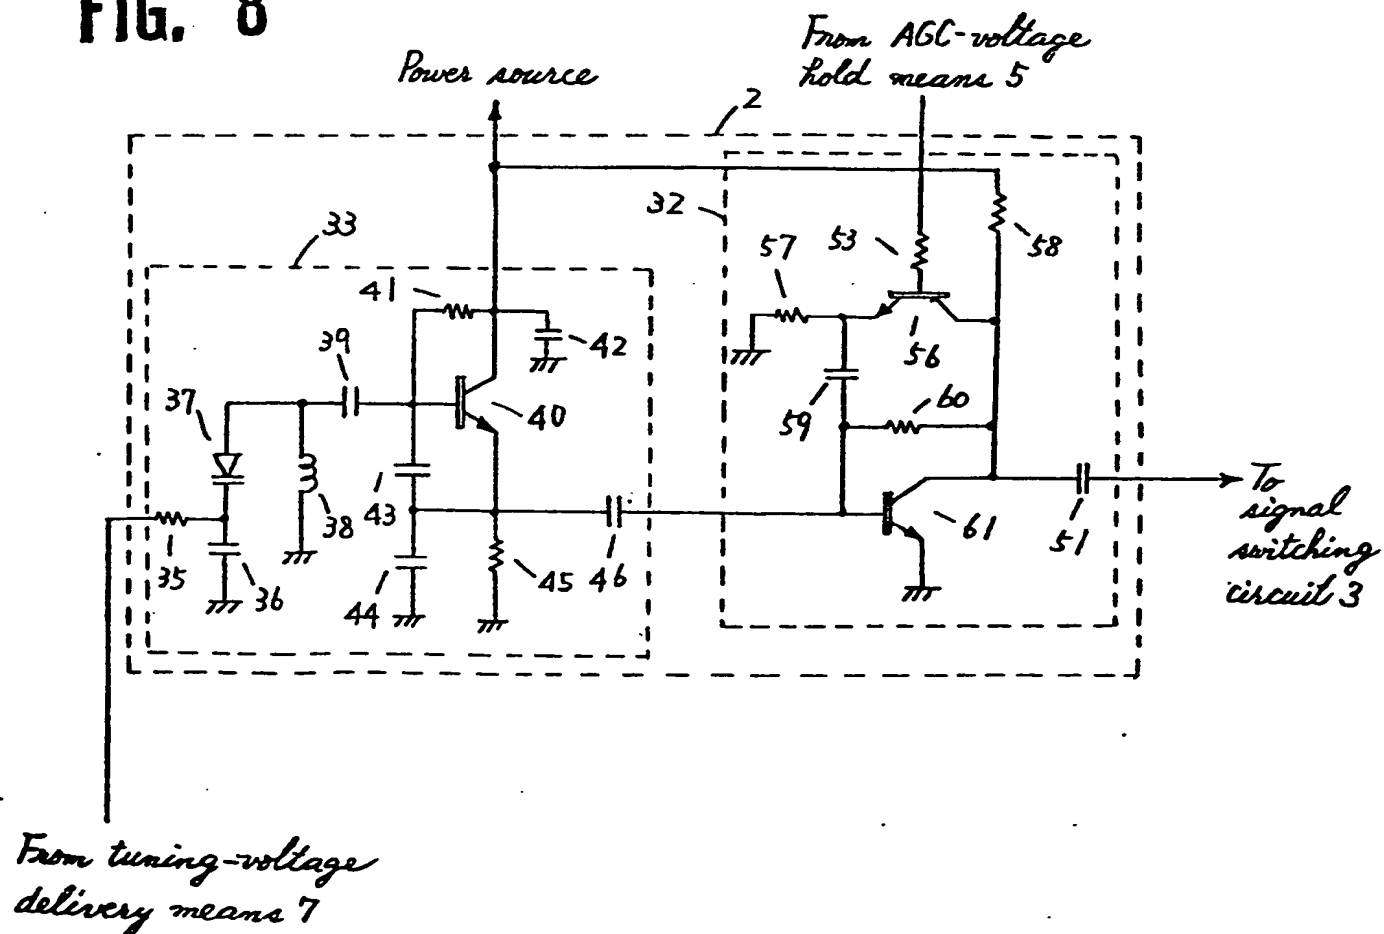 FIG. 8
From AGC-voltage
hold means 5
Power source
2
32
33
57
53
58
41
42
56
39
37
40
59
60
43
38
61
51
To
signal
switching
circuit 3
35
36
44
45
46
From tuning-voltage
delivery means 7